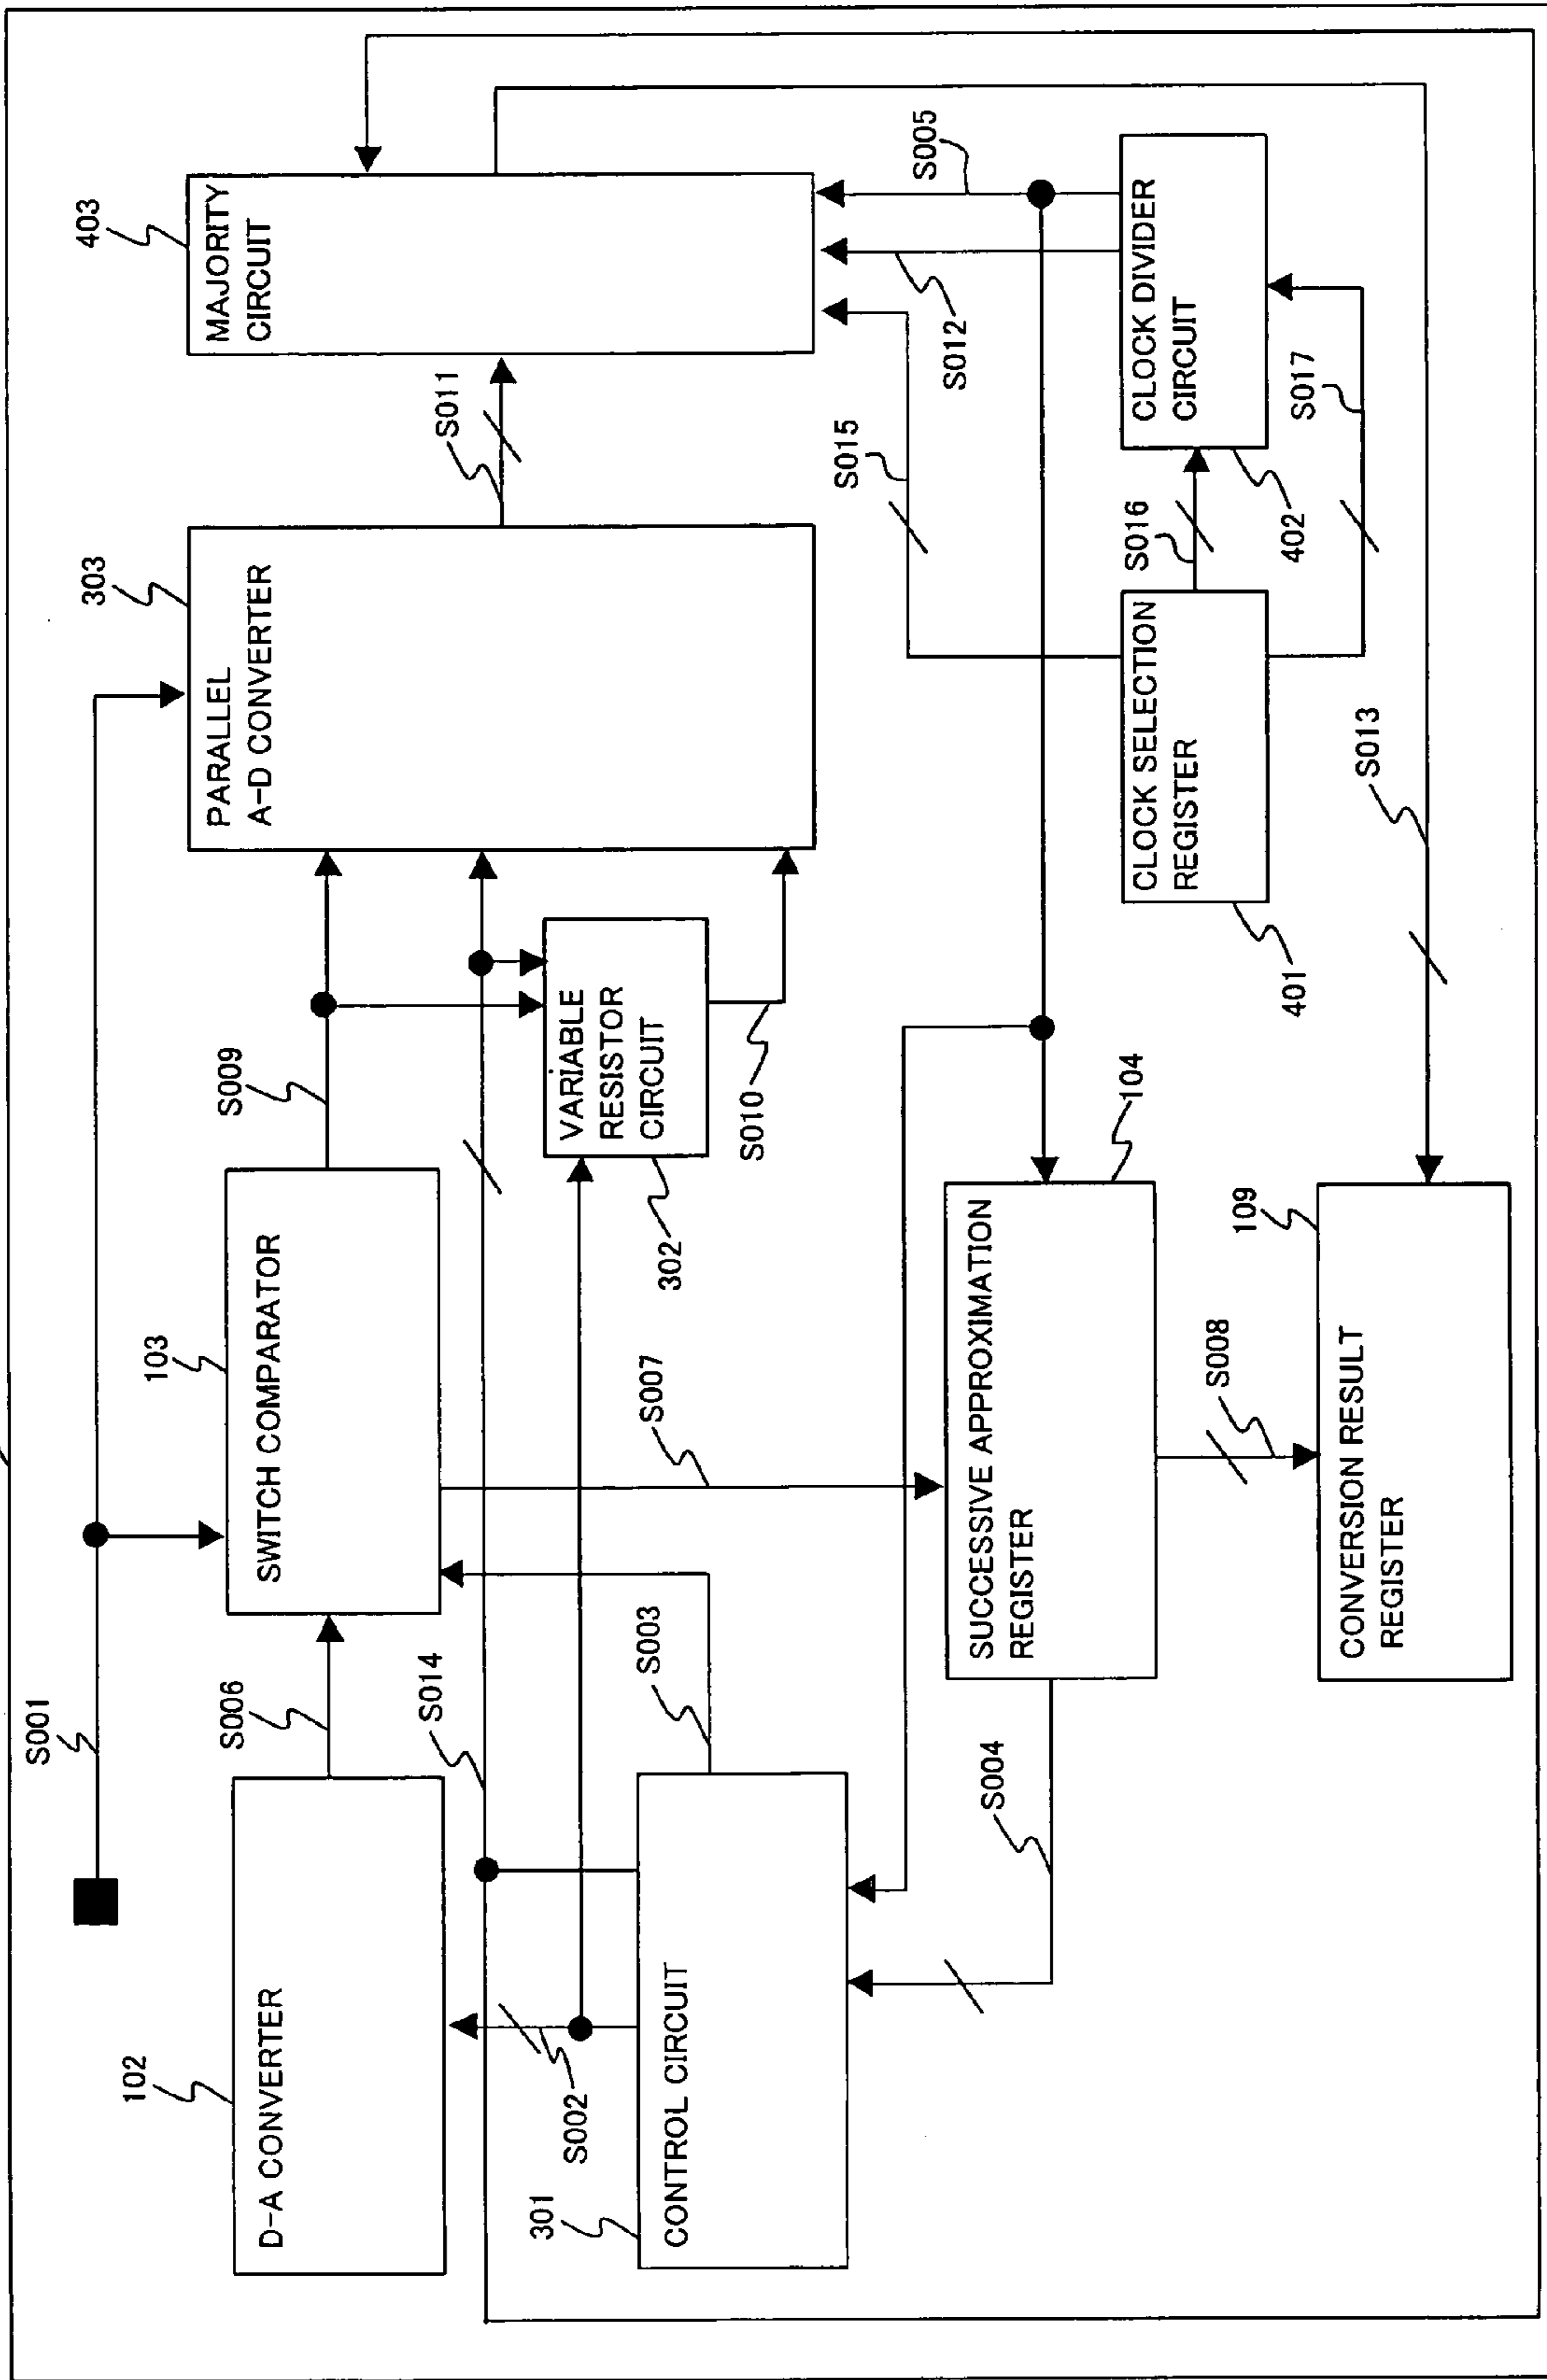 S001
102
D-A CONVERTER
S006
103
SWITCH COMPARATOR
S009
303
PARALLEL
A-D CONVERTER
S011
403
MAJORITY
CIRCUIT
S014
S002
301
CONTROL CIRCUIT
S003
S007
302
VARIABLE
RESISTOR
CIRCUIT
S010
S015
S012
S005
S004
104
SUCCESSIVE APPROXIMATION
REGISTER
S008
109
CONVERSION RESULT
REGISTER
401
CLOCK SELECTION
REGISTER
S016
402
CLOCK DIVIDER
CIRCUIT
S017
S013